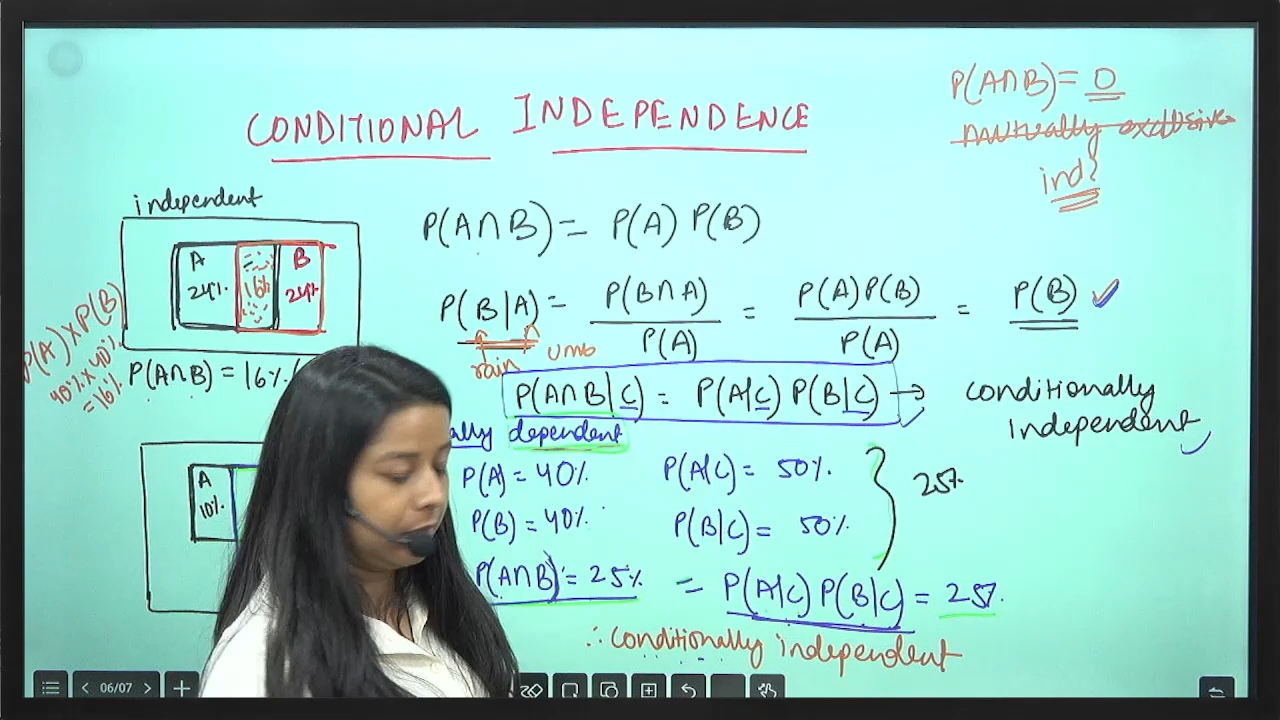 CONDITIONAL INDEPENDENCE
P(A∩B) = 0
mutually exclusive
ind?
independent
A
24%
16%
B
24%
P(A) X P(B)
40% x 40%
= 16%
P(A∩B) = 16%
P(A∩B) = P(A) P(B)
P(B|A) = P(B∩A) / P(A) = P(A)P(B) / P(A) = P(B) ✓
rain umb
P(A∩B|C) = P(A|C) P(B|C) → conditionally
independent
ally dependent
A
10%
P(A) = 40% P(A|C) = 50%
P(B) = 40% P(B|C) = 50%
25%
P(A∩B) = 25% = P(A|C) P(B|C) = 25%
∴ conditionally independent
06/07